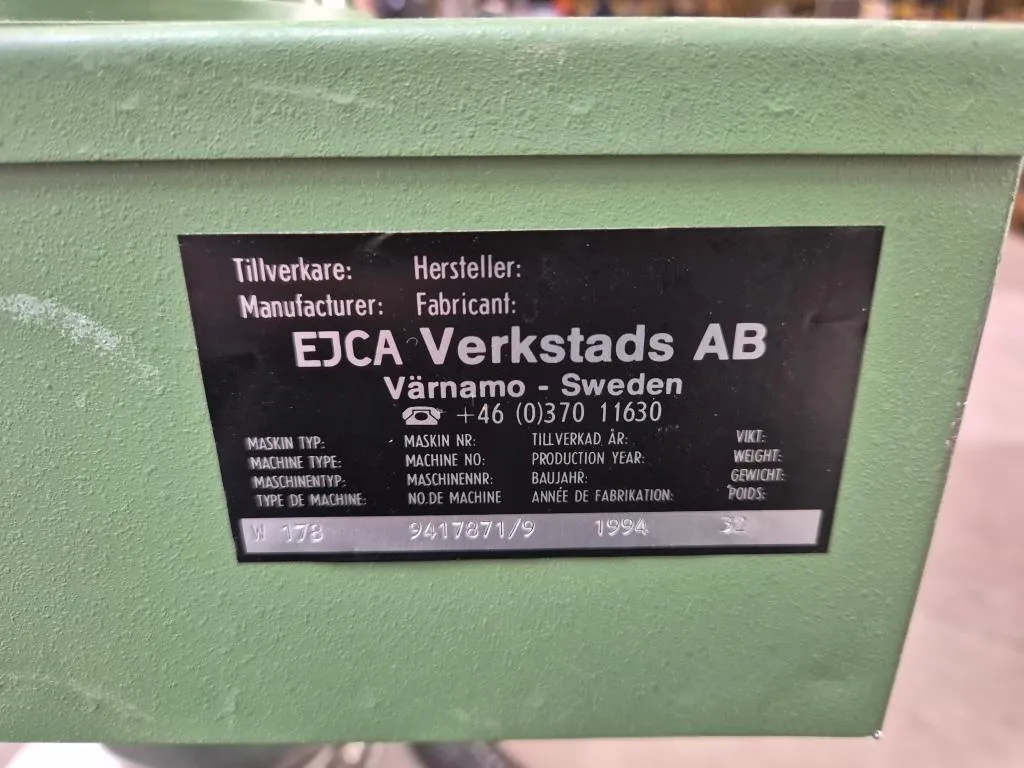 Tillverkare: Hersteller:
Manufacturer: Fabricant:
EJCA Verkstads AB
Värnamo - Sweden
☎ +46 (0)370 11630
MASKIN TYP: MASKIN NR: TILLVERKAD ÅR: VIKT:
MACHINE TYPE: MACHINE NO: PRODUCTION YEAR: WEIGHT:
MASCHINENTYP: MASCHINENNR: BAUJAHR: GEWICHT:
TYPE DE MACHINE: NO.DE MACHINE ANNÉE DE FABRIKATION: POIDS:
W 178 9417871/9 1994 32